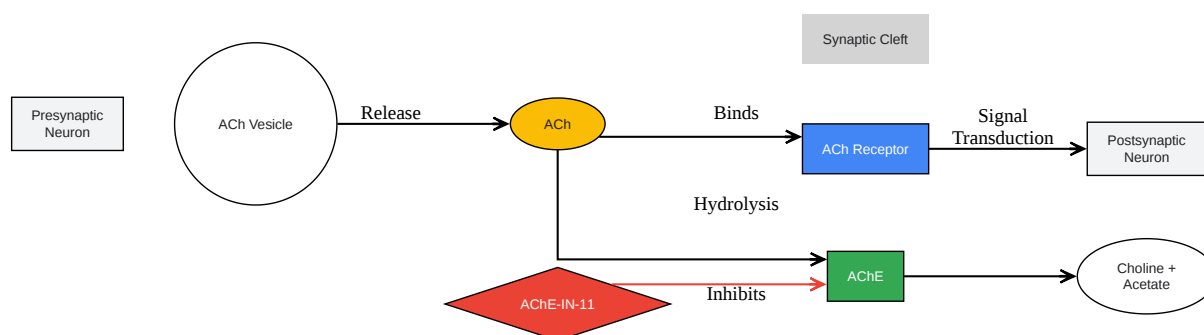 Synaptic Cleft
Presynaptic
Neuron
ACh Vesicle
Release
ACh
Binds
ACh Receptor
Signal
Transduction
Postsynaptic
Neuron
Hydrolysis
AChE-IN-11
Inhibits
AChE
Choline +
Acetate